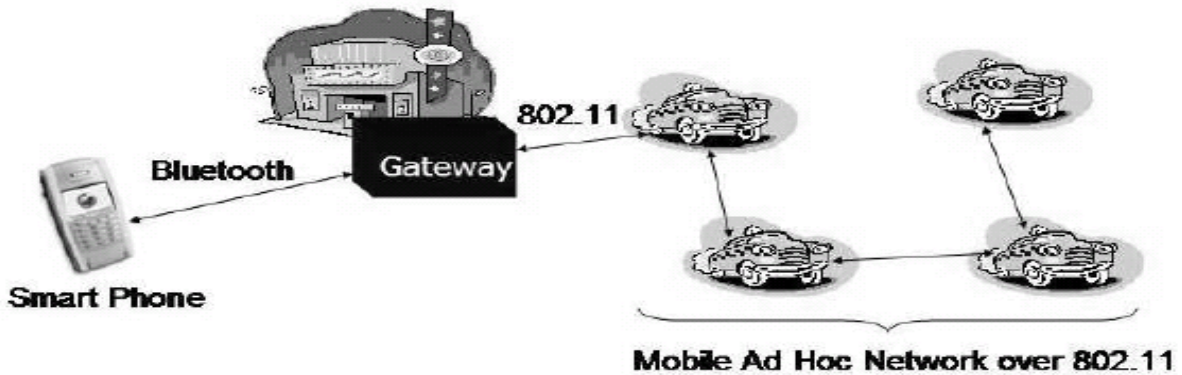 802.11
Bluetooth
Gateway
Smart Phone
Mobile Ad Hoc Network over 802.11